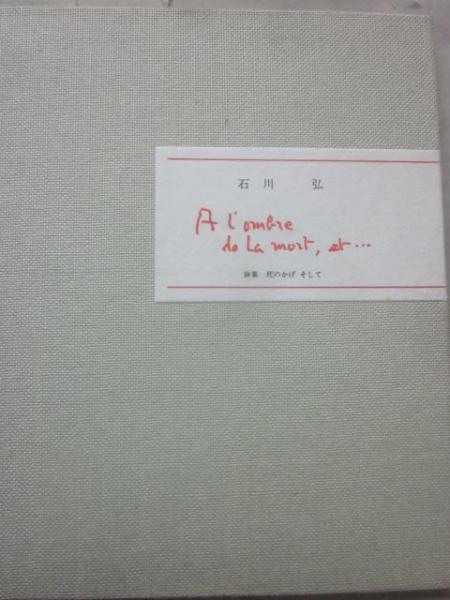 石川 弘
A l'ombre
de la mort, et...
詩集 死のかげ そして